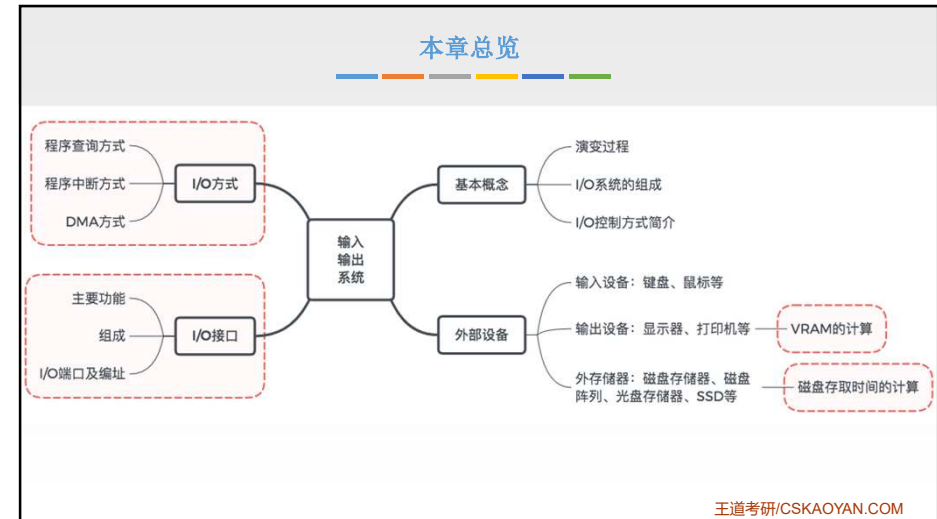 本章总览
程序查询方式
程序中断方式
DMA方式
I/O方式
主要功能
组成
I/O端口及编址
I/O接口
输入
输出
系统
基本概念
演变过程
I/O系统的组成
I/O控制方式简介
外部设备
输入设备：键盘、鼠标等
输出设备：显示器、打印机等
VRAM的计算
外存储器：磁盘存储器、磁盘
阵列、光盘存储器、SSD等
磁盘存取时间的计算
王道考研/CSKAOYAN.COM